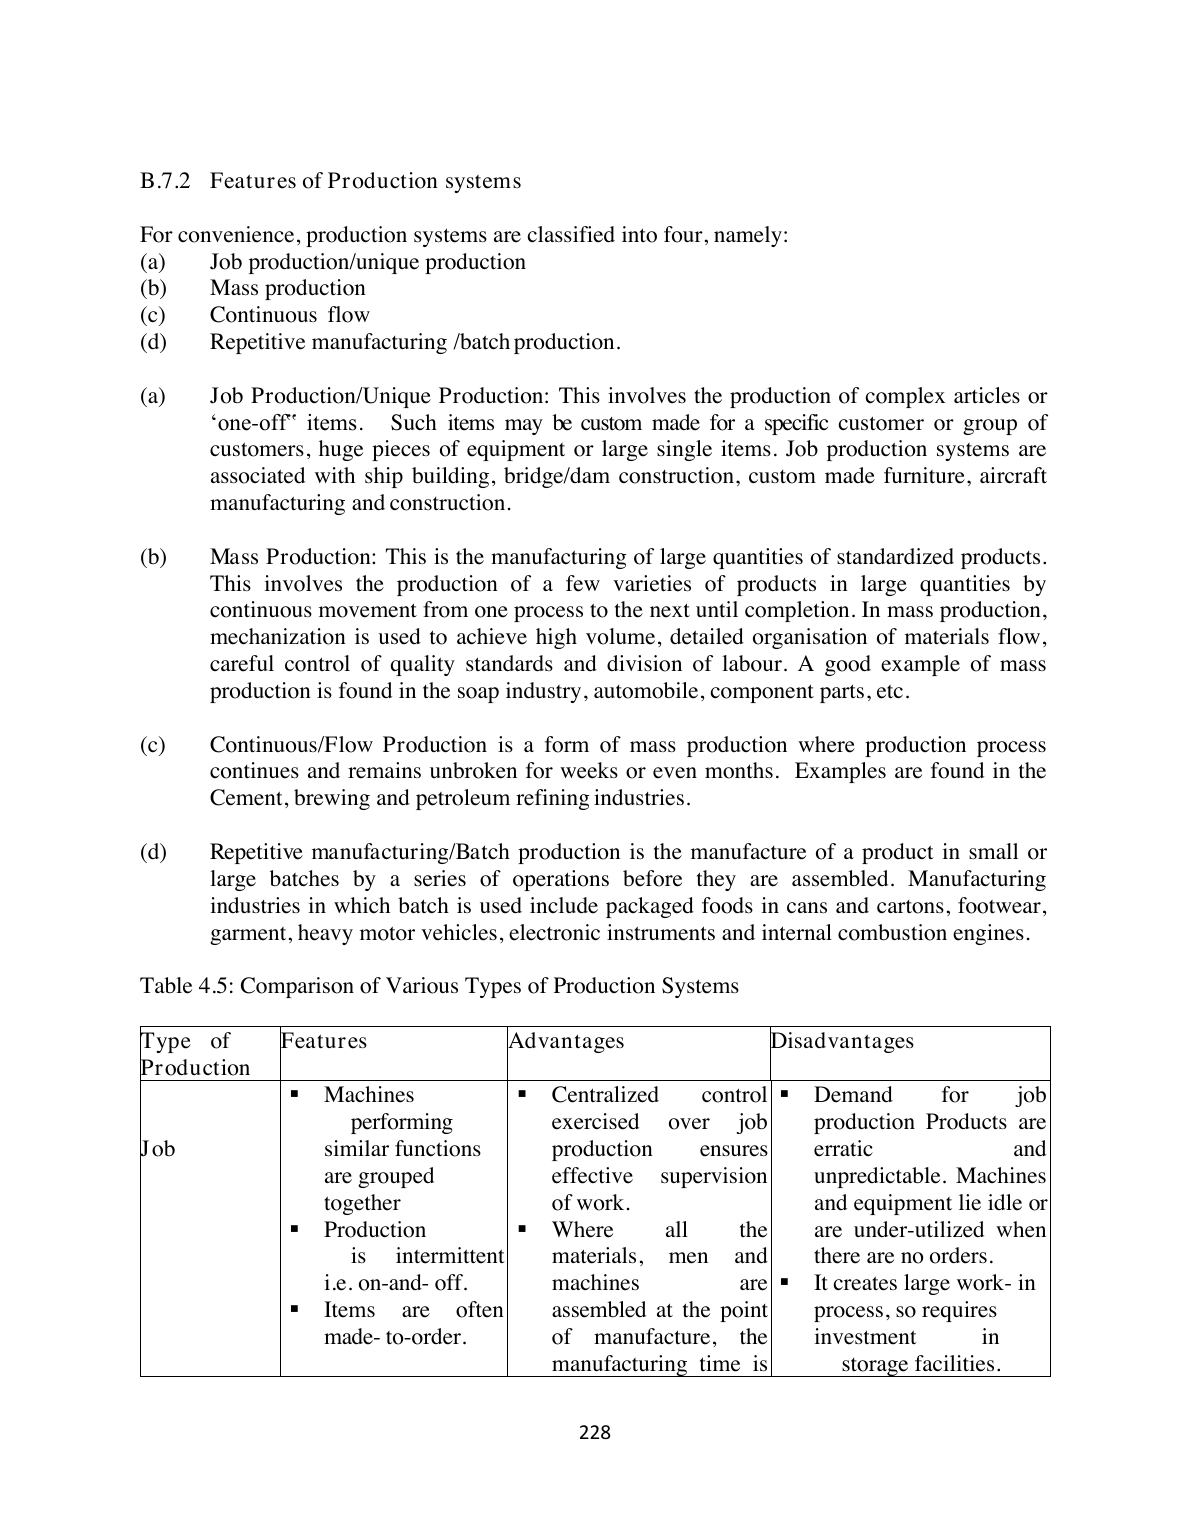 B.7.2 Features of Production systems
For convenience, production systems are classified into four, namely:
(a) Job production/unique production
(b) Mass production
(c) Continuous flow
(d) Repetitive manufacturing /batch production.
(a) Job Production/Unique Production: This involves the production of complex articles or
‘one-off‟ items. Such items may be custom made for a specific customer or group of
customers, huge pieces of equipment or large single items. Job production systems are
associated with ship building, bridge/dam construction, custom made furniture, aircraft
manufacturing and construction.
(b) Mass Production: This is the manufacturing of large quantities of standardized products.
This involves the production of a few varieties of products in large quantities by
continuous movement from one process to the next until completion. In mass production,
mechanization is used to achieve high volume, detailed organisation of materials flow,
careful control of quality standards and division of labour. A good example of mass
production is found in the soap industry, automobile, component parts, etc.
(c) Continuous/Flow Production is a form of mass production where production process
continues and remains unbroken for weeks or even months. Examples are found in the
Cement, brewing and petroleum refining industries.
(d) Repetitive manufacturing/Batch production is the manufacture of a product in small or
large batches by a series of operations before they are assembled. Manufacturing
industries in which batch is used include packaged foods in cans and cartons, footwear,
garment, heavy motor vehicles, electronic instruments and internal combustion engines.
Table 4.5: Comparison of Various Types of Production Systems
Type of
Production
Features
Advantages
Disadvantages
Job
▪ Machines
performing
similar functions
are grouped
together
▪ Production
is intermittent
i.e. on-and- off.
▪ Items are often
made- to-order.
▪ Centralized control
exercised over job
production ensures
effective supervision
of work.
▪ Where all the
materials, men and
machines are
assembled at the point
of manufacture, the
manufacturing time is
▪ Demand for job
production Products are
erratic and
unpredictable. Machines
and equipment lie idle or
are under-utilized when
there are no orders.
▪ It creates large work- in
process, so requires
investment in
storage facilities.
228